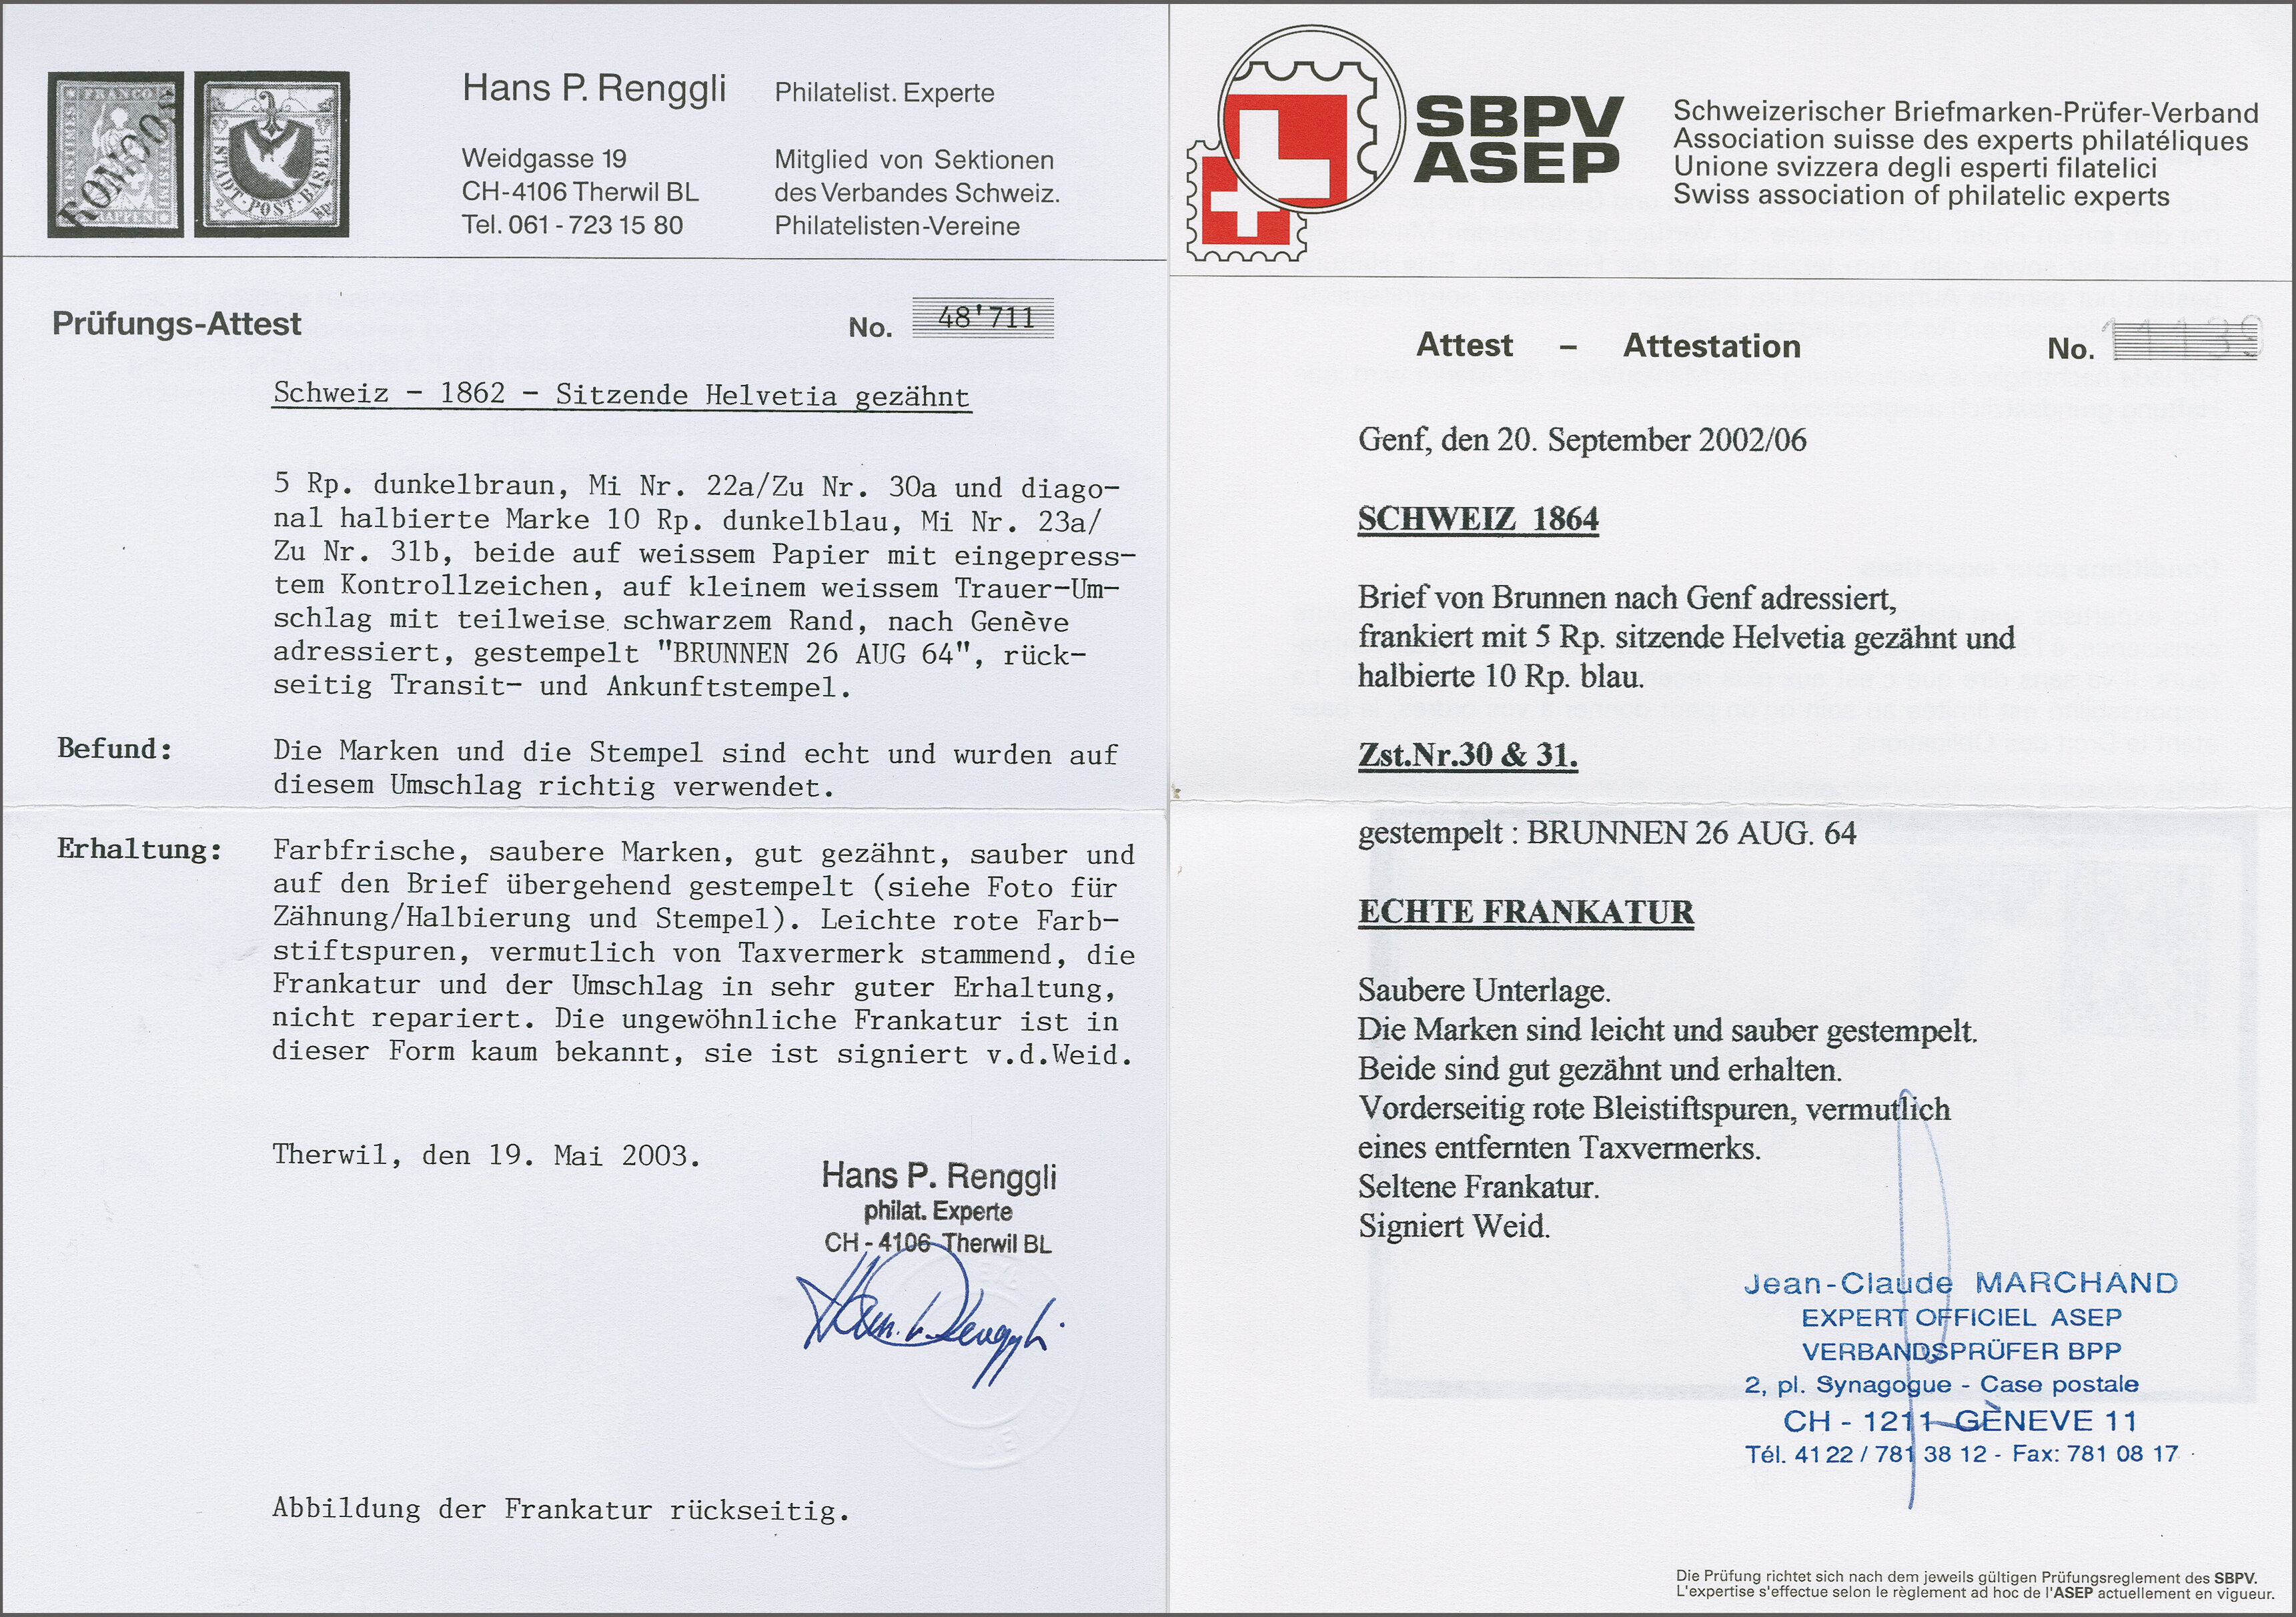 FRANCO
RAPPEN
STADT-POST-BASEL
2½ Rp.
Hans P. Renggli
Philatelist. Experte
Weidgasse 19
CH-4106 Therwil BL
Tel. 061 - 723 15 80
Mitglied von Sektionen
des Verbandes Schweiz.
Philatelisten-Vereine
Prüfungs-Attest
No. 48'711
Schweiz - 1862 - Sitzende Helvetia gezähnt
5 Rp. dunkelbraun, Mi Nr. 22a/Zu Nr. 30a und diago-
nal halbierte Marke 10 Rp. dunkelblau, Mi Nr. 23a/
Zu Nr. 31b, beide auf weissem Papier mit eingepress-
tem Kontrollzeichen, auf kleinem weissem Trauer-Um-
schlag mit teilweise schwarzem Rand, nach Genève
adressiert, gestempelt "BRUNNEN 26 AUG 64", rück-
seitig Transit- und Ankunftstempel.
Befund: Die Marken und die Stempel sind echt und wurden auf
diesem Umschlag richtig verwendet.
Erhaltung: Farbfrische, saubere Marken, gut gezähnt, sauber und
auf den Brief übergehend gestempelt (siehe Foto für
Zähnung/Halbierung und Stempel). Leichte rote Farb-
stiftspuren, vermutlich von Taxvermerk stammend, die
Frankatur und der Umschlag in sehr guter Erhaltung,
nicht repariert. Die ungewöhnliche Frankatur ist in
dieser Form kaum bekannt, sie ist signiert v.d.Weid.
Therwil, den 19. Mai 2003.
Hans P. Renggli
philat. Experte
CH - 4106 Therwil BL
Abbildung der Frankatur rückseitig.
SBPV
ASEP
Schweizerischer Briefmarken-Prüfer-Verband
Association suisse des experts philatéliques
Unione svizzera degli esperti filatelici
Swiss association of philatelic experts
Attest – Attestation
No. 11139
Genf, den 20. September 2002/06
SCHWEIZ 1864
Brief von Brunnen nach Genf adressiert,
frankiert mit 5 Rp. sitzende Helvetia gezähnt und
halbierte 10 Rp. blau.
Zst.Nr.30 & 31.
gestempelt : BRUNNEN 26 AUG. 64
ECHTE FRANKATUR
Saubere Unterlage.
Die Marken sind leicht und sauber gestempelt.
Beide sind gut gezähnt und erhalten.
Vorderseitig rote Bleistiftspuren, vermutlich
eines entfernten Taxvermerks.
Seltene Frankatur.
Signiert Weid.
Jean-Claude MARCHAND
EXPERT OFFICIEL ASEP
VERBANDSPRÜFER BPP
2, pl. Synagogue - Case postale
CH - 1211 GENÈVE 11
Tél. 41 22 / 781 38 12 - Fax: 781 08 17
Die Prüfung richtet sich nach dem jeweils gültigen Prüfungsreglement des SBPV.
L'expertise s'effectue selon le règlement ad hoc de l'ASEP actuellement en vigueur.